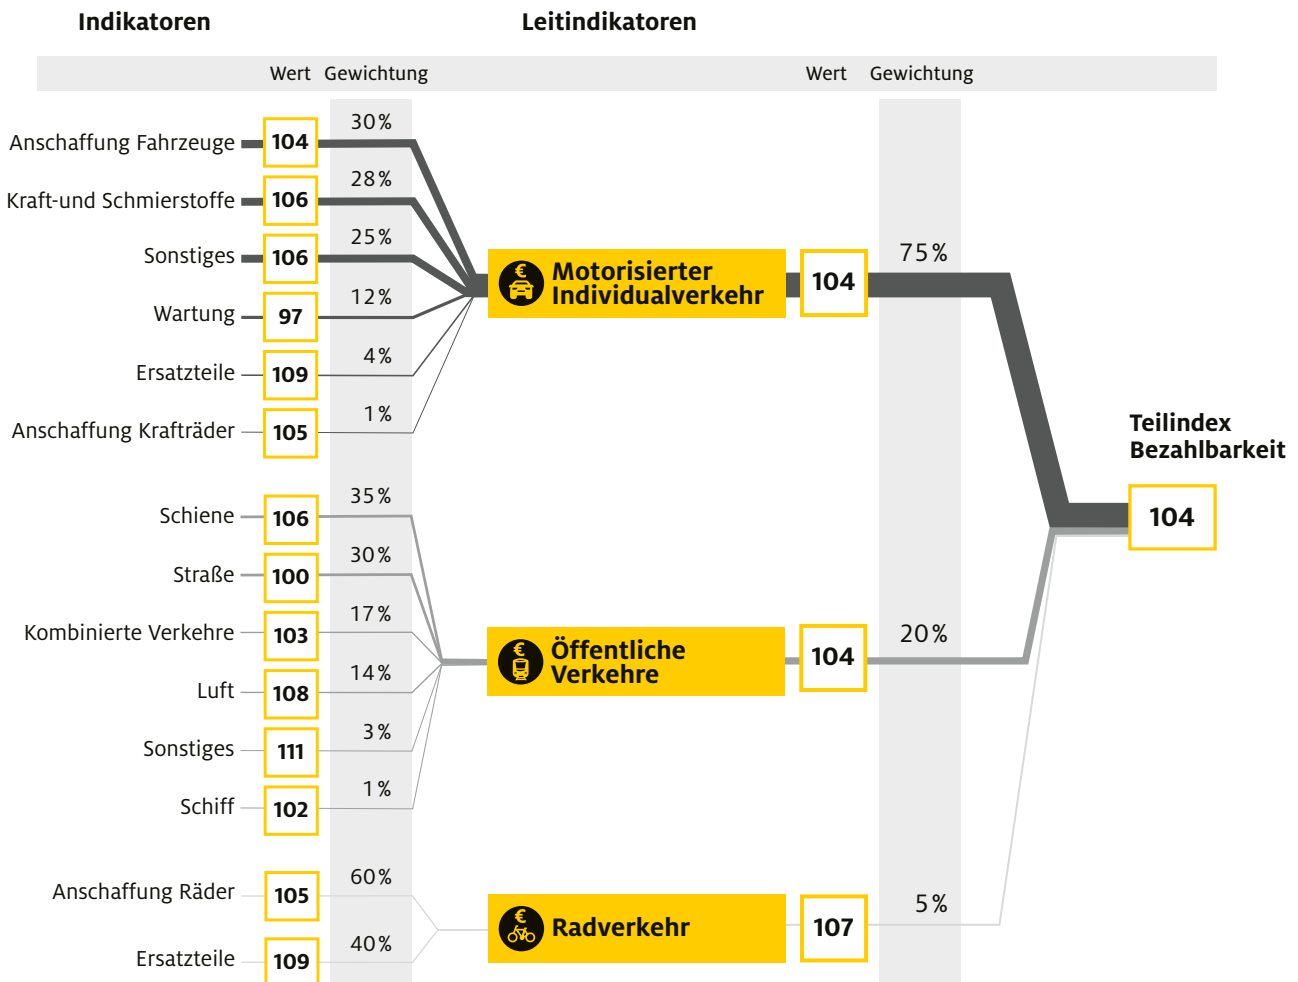 Indikatoren
Leitindikatoren
Wert Gewichtung
Wert Gewichtung
Anschaffung Fahrzeuge 104 30%
Kraft-und Schmierstoffe 106 28%
Sonstiges 106 25%
Wartung 97 12%
Ersatzteile 109 4%
Anschaffung Krafträder 105 1%
€ Motorisierter
Individualverkehr
104 75%
Schiene 106 35%
Straße 100 30%
Kombinierte Verkehre 103 17%
Luft 108 14%
Sonstiges 111 3%
Schiff 102 1%
€ Öffentliche
Verkehre
104 20%
Anschaffung Räder 105 60%
Ersatzteile 109 40%
€ Radverkehr
107 5%
Teilindex
Bezahlbarkeit
104